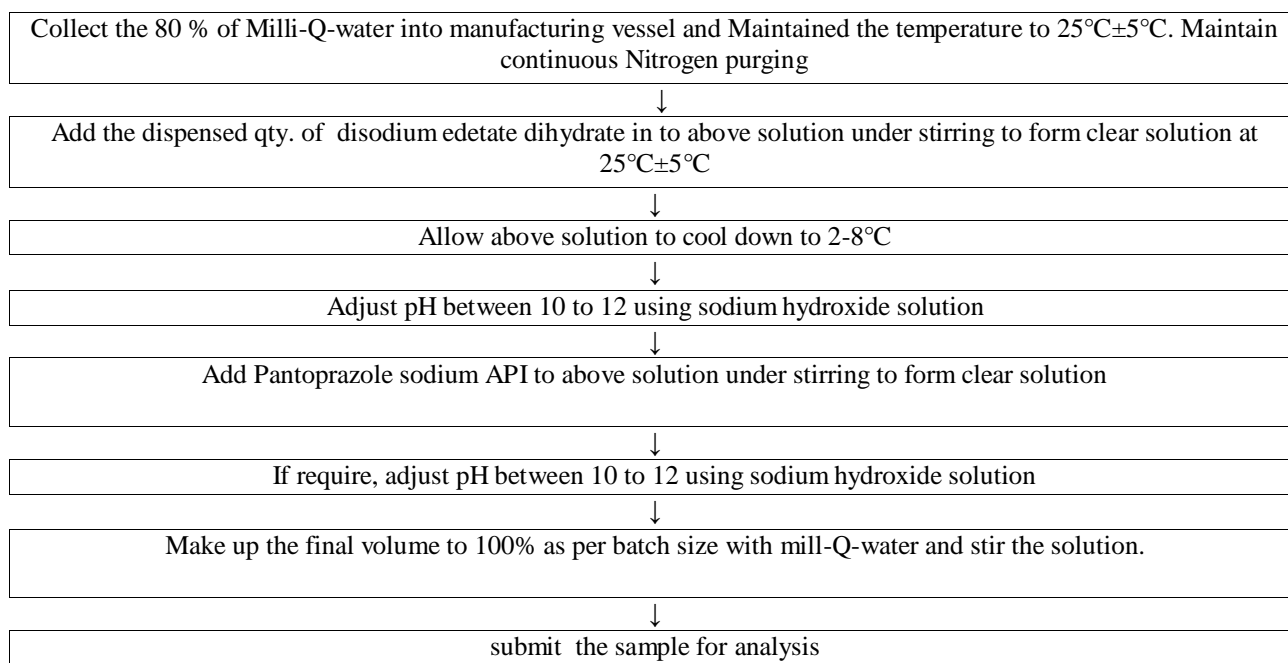 Collect the 80 % of Milli-Q-water into manufacturing vessel and Maintained the temperature to 25°C±5°C. Maintain
continuous Nitrogen purging
↓
Add the dispensed qty. of disodium edetate dihydrate in to above solution under stirring to form clear solution at
25°C±5°C
↓
Allow above solution to cool down to 2-8°C
↓
Adjust pH between 10 to 12 using sodium hydroxide solution
↓
Add Pantoprazole sodium API to above solution under stirring to form clear solution
↓
If require, adjust pH between 10 to 12 using sodium hydroxide solution
↓
Make up the final volume to 100% as per batch size with mill-Q-water and stir the solution.
↓
submit the sample for analysis